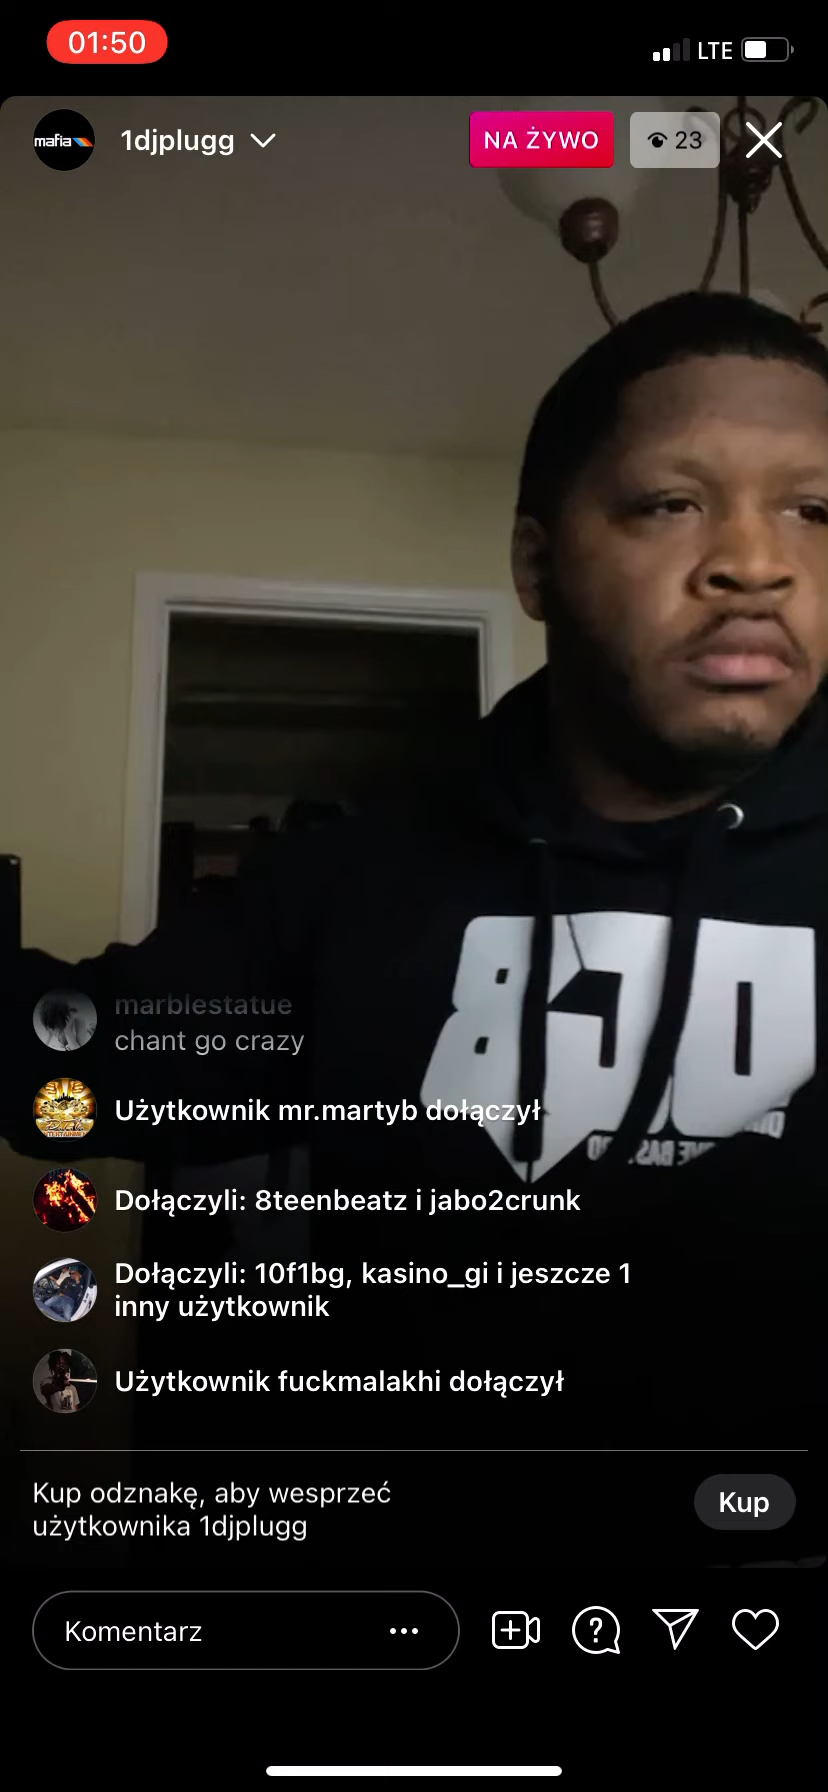 01:50
LTE
mafia
1djplugg
NA ŻYWO
23
marblestatue
chant go crazy
Użytkownik mr.martyb dołączył
Dołączyli: 8teenbeatz i jabo2crunk
Dołączyli: 10f1bg, kasino_gi i jeszcze 1
inny użytkownik
Użytkownik fuckmalakhi dołączył
Kup odznakę, aby wesprzeć
użytkownika 1djplugg
Kup
Komentarz